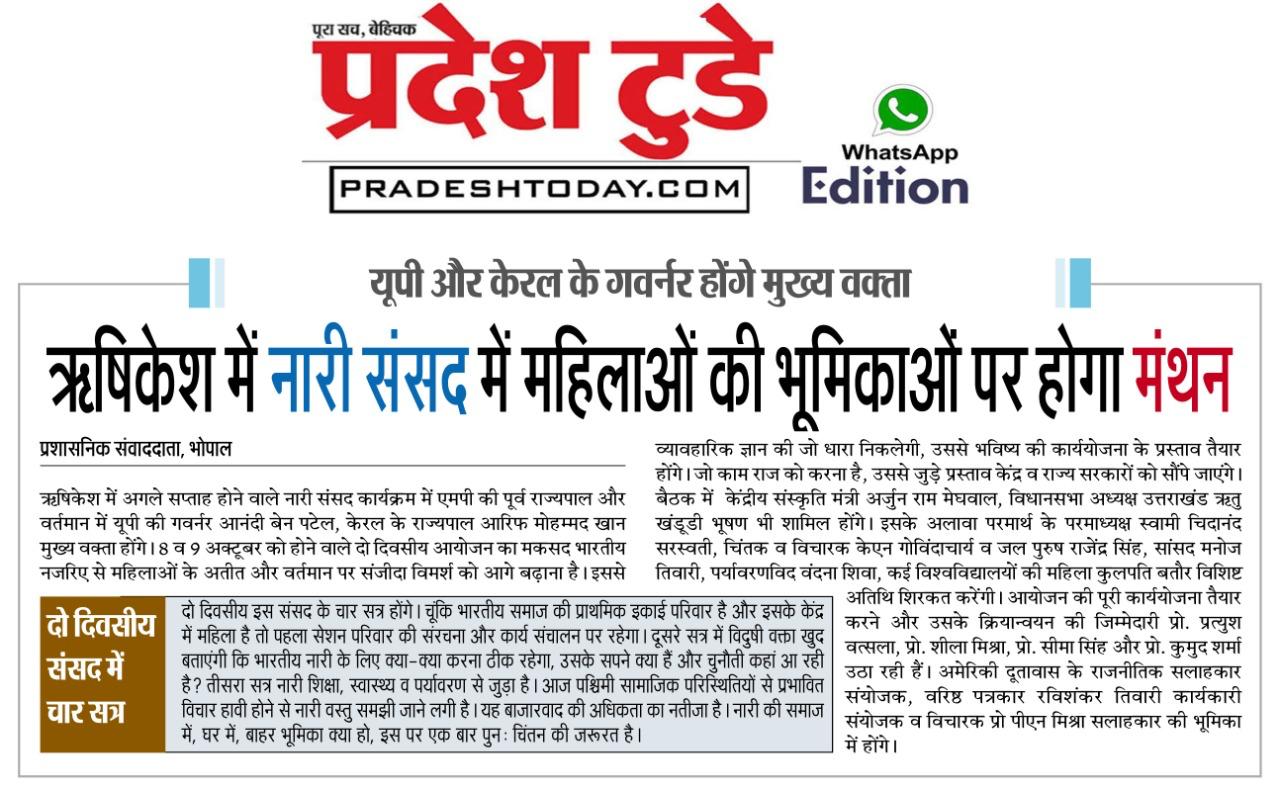 पूरा सच, बेहिचक
प्रदेश टुडे
PRADESHTODAY.COM
WhatsApp
Edition
यूपी और केरल के गवर्नर होंगे मुख्य वक्ता
ऋषिकेश में नारी संसद में महिलाओं की भूमिकाओं पर होगा मंथन
प्रशासनिक संवाददाता, भोपाल
ऋषिकेश में अगले सप्ताह होने वाले नारी संसद कार्यक्रम में एमपी की पूर्व राज्यपाल और
वर्तमान में यूपी की गवर्नर आनंदी बेन पटेल, केरल के राज्यपाल आरिफ मोहम्मद खान
मुख्य वक्ता होंगे। 8 व 9 अक्टूबर को होने वाले दो दिवसीय आयोजन का मकसद भारतीय
नजरिए से महिलाओं के अतीत और वर्तमान पर संजीदा विमर्श को आगे बढ़ाना है। इससे
व्यावहारिक ज्ञान की जो धारा निकलेगी, उससे भविष्य की कार्ययोजना के प्रस्ताव तैयार
होंगे। जो काम राज को करना है, उससे जुड़े प्रस्ताव केंद्र व राज्य सरकारों को सौंपे जाएंगे।
बैठक में केंद्रीय संस्कृति मंत्री अर्जुन राम मेघवाल, विधानसभा अध्यक्ष उत्तराखंड ऋतु
खंडूडी भूषण भी शामिल होंगे। इसके अलावा परमार्थ के परमाध्यक्ष स्वामी चिदानंद
सरस्वती, चिंतक व विचारक केएन गोविंदाचार्य व जल पुरुष राजेंद्र सिंह, सांसद मनोज
तिवारी, पर्यावरणविद वंदना शिवा, कई विश्वविद्यालयों की महिला कुलपति बतौर विशिष्ट
अतिथि शिरकत करेंगी। आयोजन की पूरी कार्ययोजना तैयार
करने और उसके क्रियान्वयन की जिम्मेदारी प्रो. प्रत्युश
वत्सला, प्रो. शीला मिश्रा, प्रो. सीमा सिंह और प्रो. कुमुद शर्मा
उठा रही हैं। अमेरिकी दूतावास के राजनीतिक सलाहकार
संयोजक, वरिष्ठ पत्रकार रविशंकर तिवारी कार्यकारी
संयोजक व विचारक प्रो पीएन मिश्रा सलाहकार की भूमिका
में होंगे।
दो दिवसीय
संसद में
चार सत्र
दो दिवसीय इस संसद के चार सत्र होंगे। चूंकि भारतीय समाज की प्राथमिक इकाई परिवार है और इसके केंद्र
में महिला है तो पहला सेशन परिवार की संरचना और कार्य संचालन पर रहेगा। दूसरे सत्र में विदुषी वक्ता खुद
बताएंगी कि भारतीय नारी के लिए क्या-क्या करना ठीक रहेगा, उसके सपने क्या हैं और चुनौती कहां आ रही
है? तीसरा सत्र नारी शिक्षा, स्वास्थ्य व पर्यावरण से जुड़ा है। आज पश्चिमी सामाजिक परिस्थितियों से प्रभावित
विचार हावी होने से नारी वस्तु समझी जाने लगी है। यह बाजारवाद की अधिकता का नतीजा है। नारी की समाज
में, घर में, बाहर भूमिका क्या हो, इस पर एक बार पुनः चिंतन की जरूरत है।